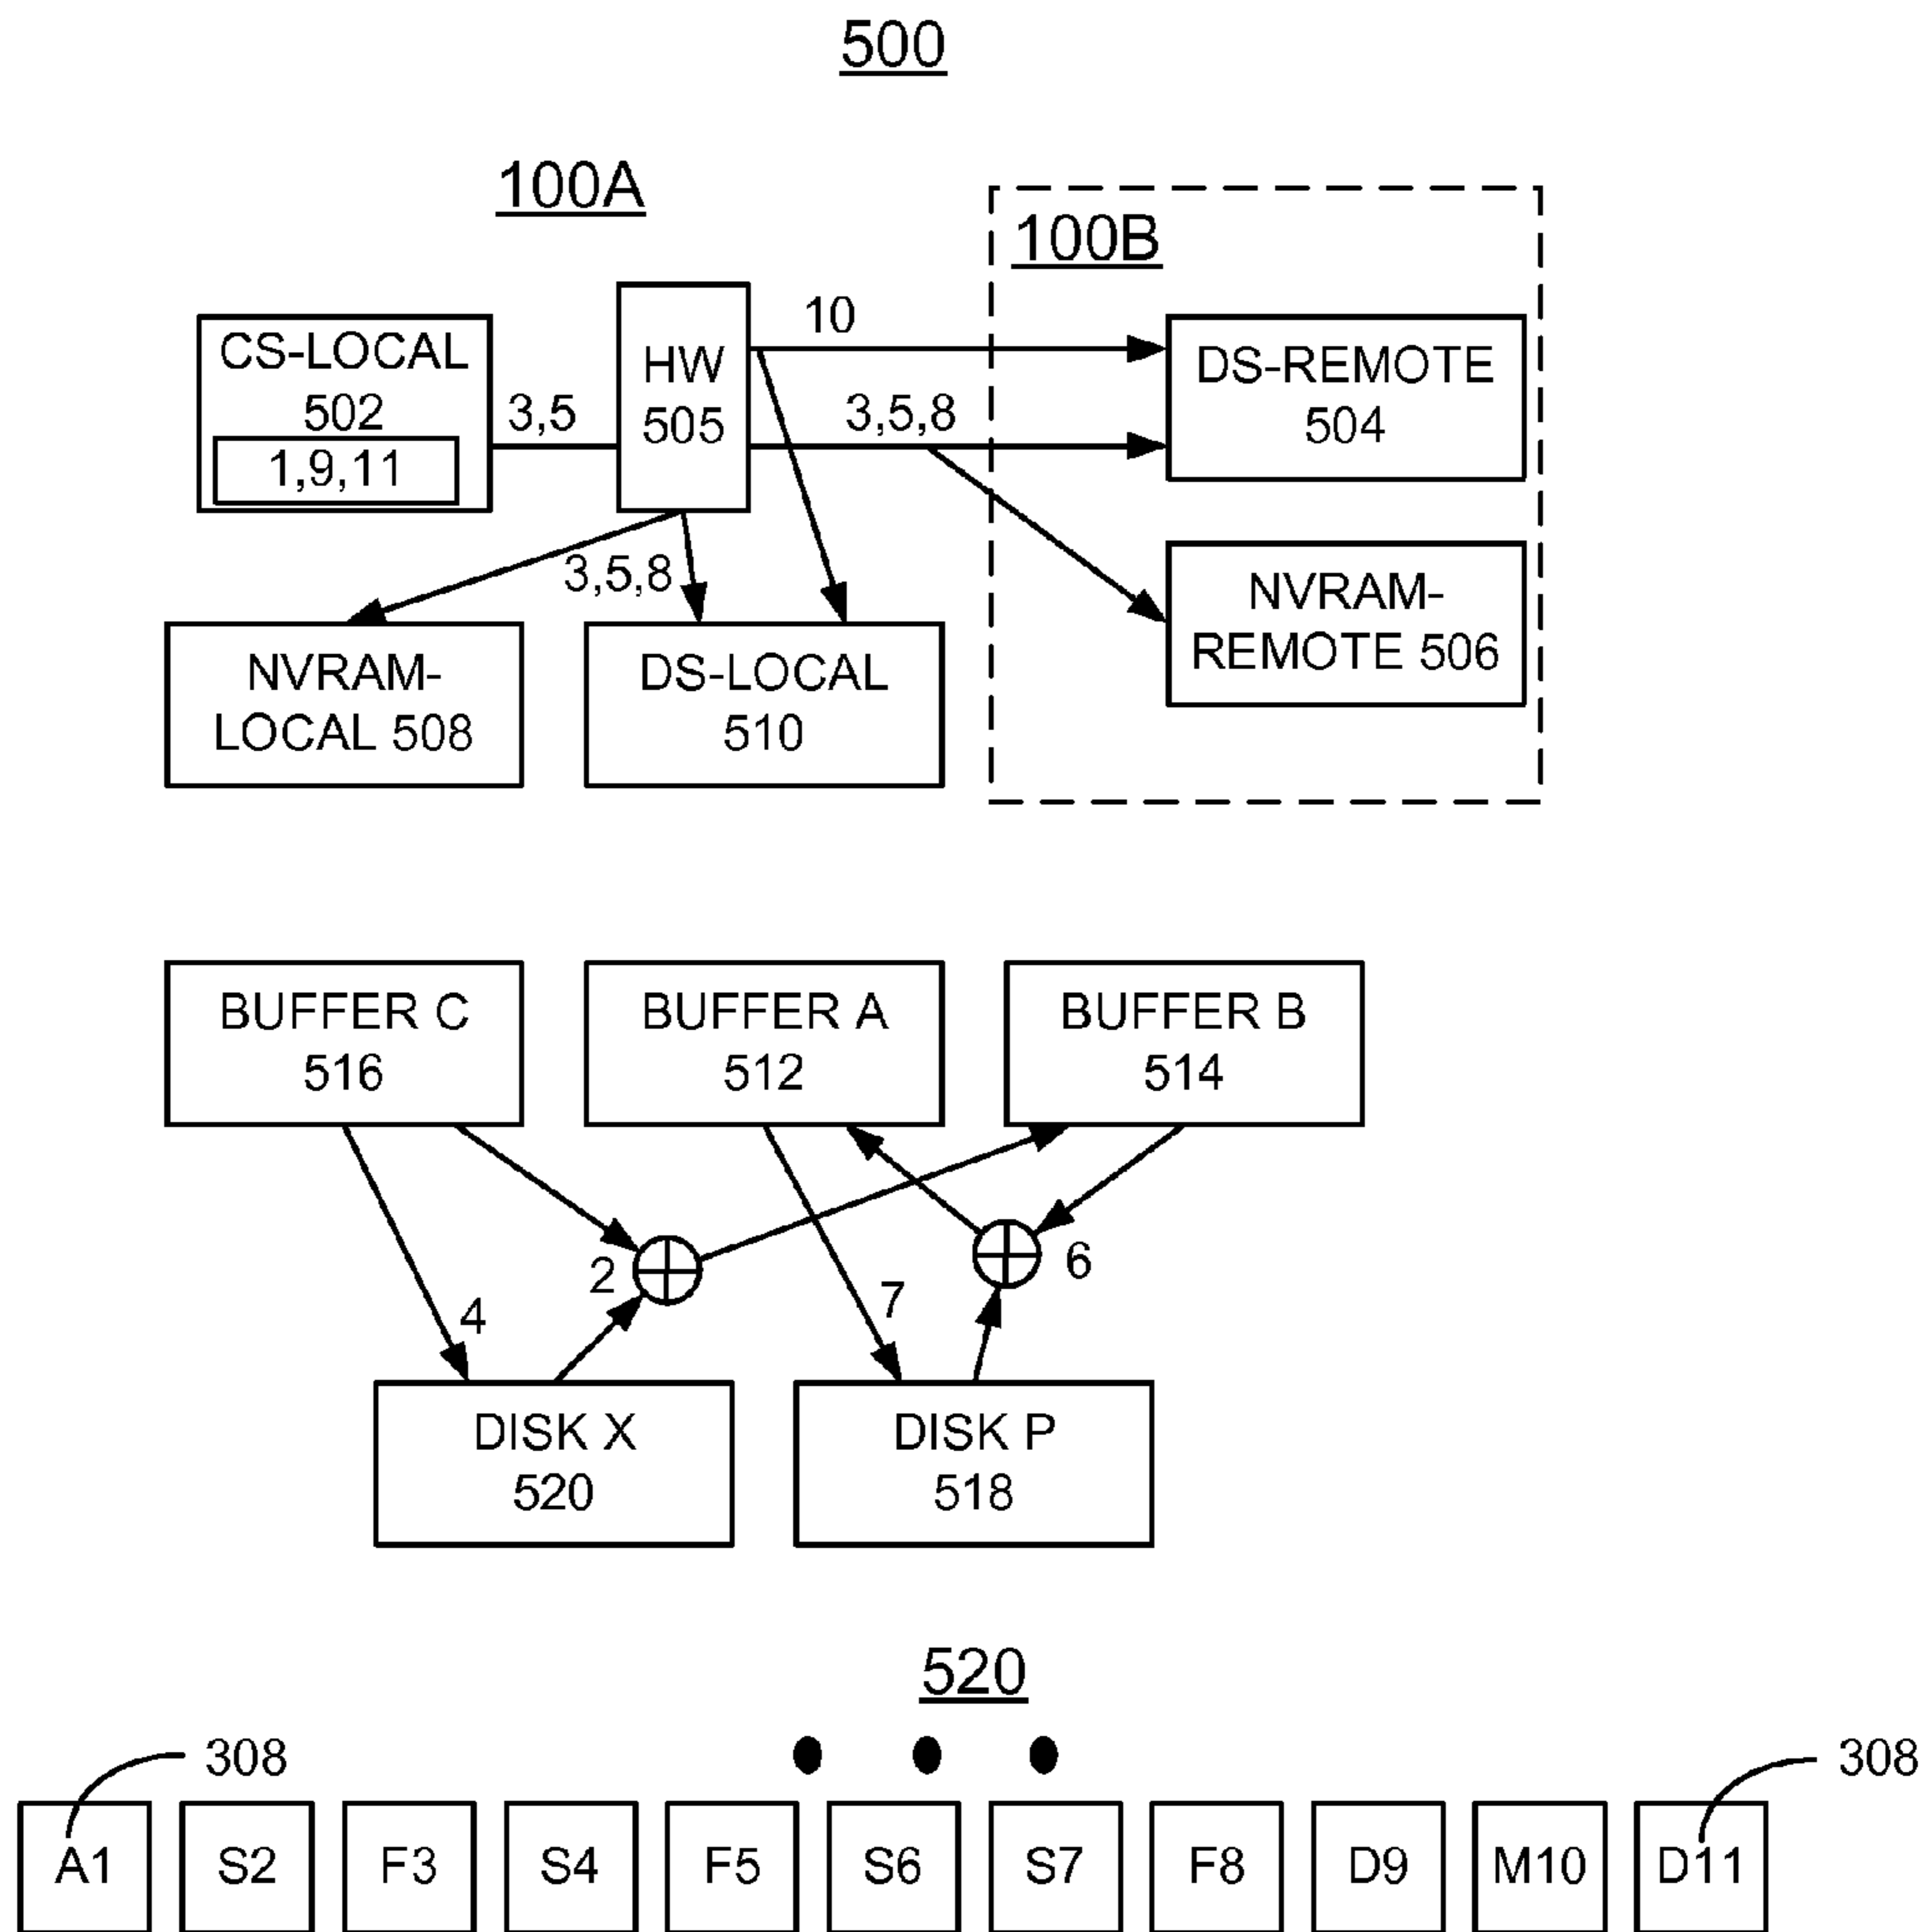 500
100A
100B
CS-LOCAL
502
1,9,11
3,5
HW
505
10
3,5,8
DS-REMOTE
504
3,5,8
NVRAM-
REMOTE 506
NVRAM-
LOCAL 508
DS-LOCAL
510
BUFFER C
516
BUFFER A
512
BUFFER B
514
2
6
4
7
DISK X
520
DISK P
518
520
308
308
A1
S2
F3
S4
F5
S6
S7
F8
D9
M10
D11